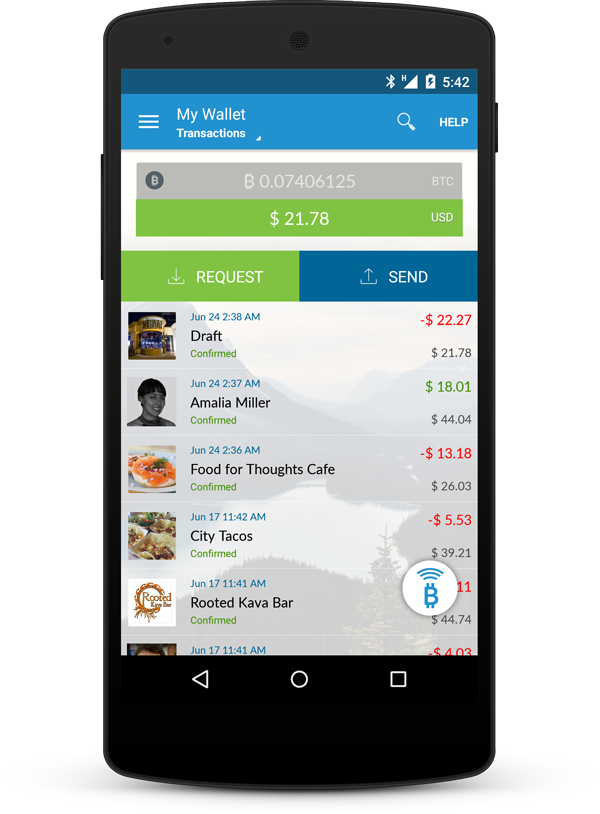 H 5:42
My Wallet
Transactions
HELP
฿ 0.07406125 BTC
$ 21.78 USD
REQUEST SEND
Jun 24 2:38 AM
Draft
Confirmed
-$ 22.27
$ 21.78
Jun 24 2:37 AM
Amalia Miller
Confirmed
$ 18.01
$ 44.04
Jun 24 2:36 AM
Food for Thoughts Cafe
Confirmed
-$ 13.18
$ 26.03
Jun 17 11:42 AM
City Tacos
Confirmed
-$ 5.53
$ 39.21
Jun 17 11:41 AM
Rooted Kava Bar
Confirmed
11
$ 44.74
Rooted
Kava Bar
Jun 17 11:41 AM
-$ 4.03